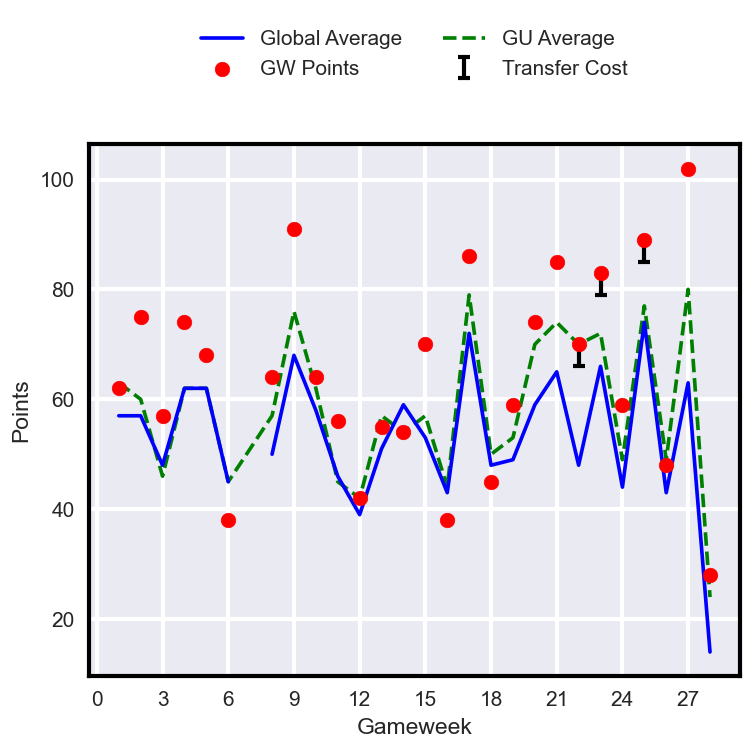 Global Average
GU Average
GW Points
Transfer Cost
100
80
60
40
20
Points
0 3 6 9 12 15 18 21 24 27
Gameweek